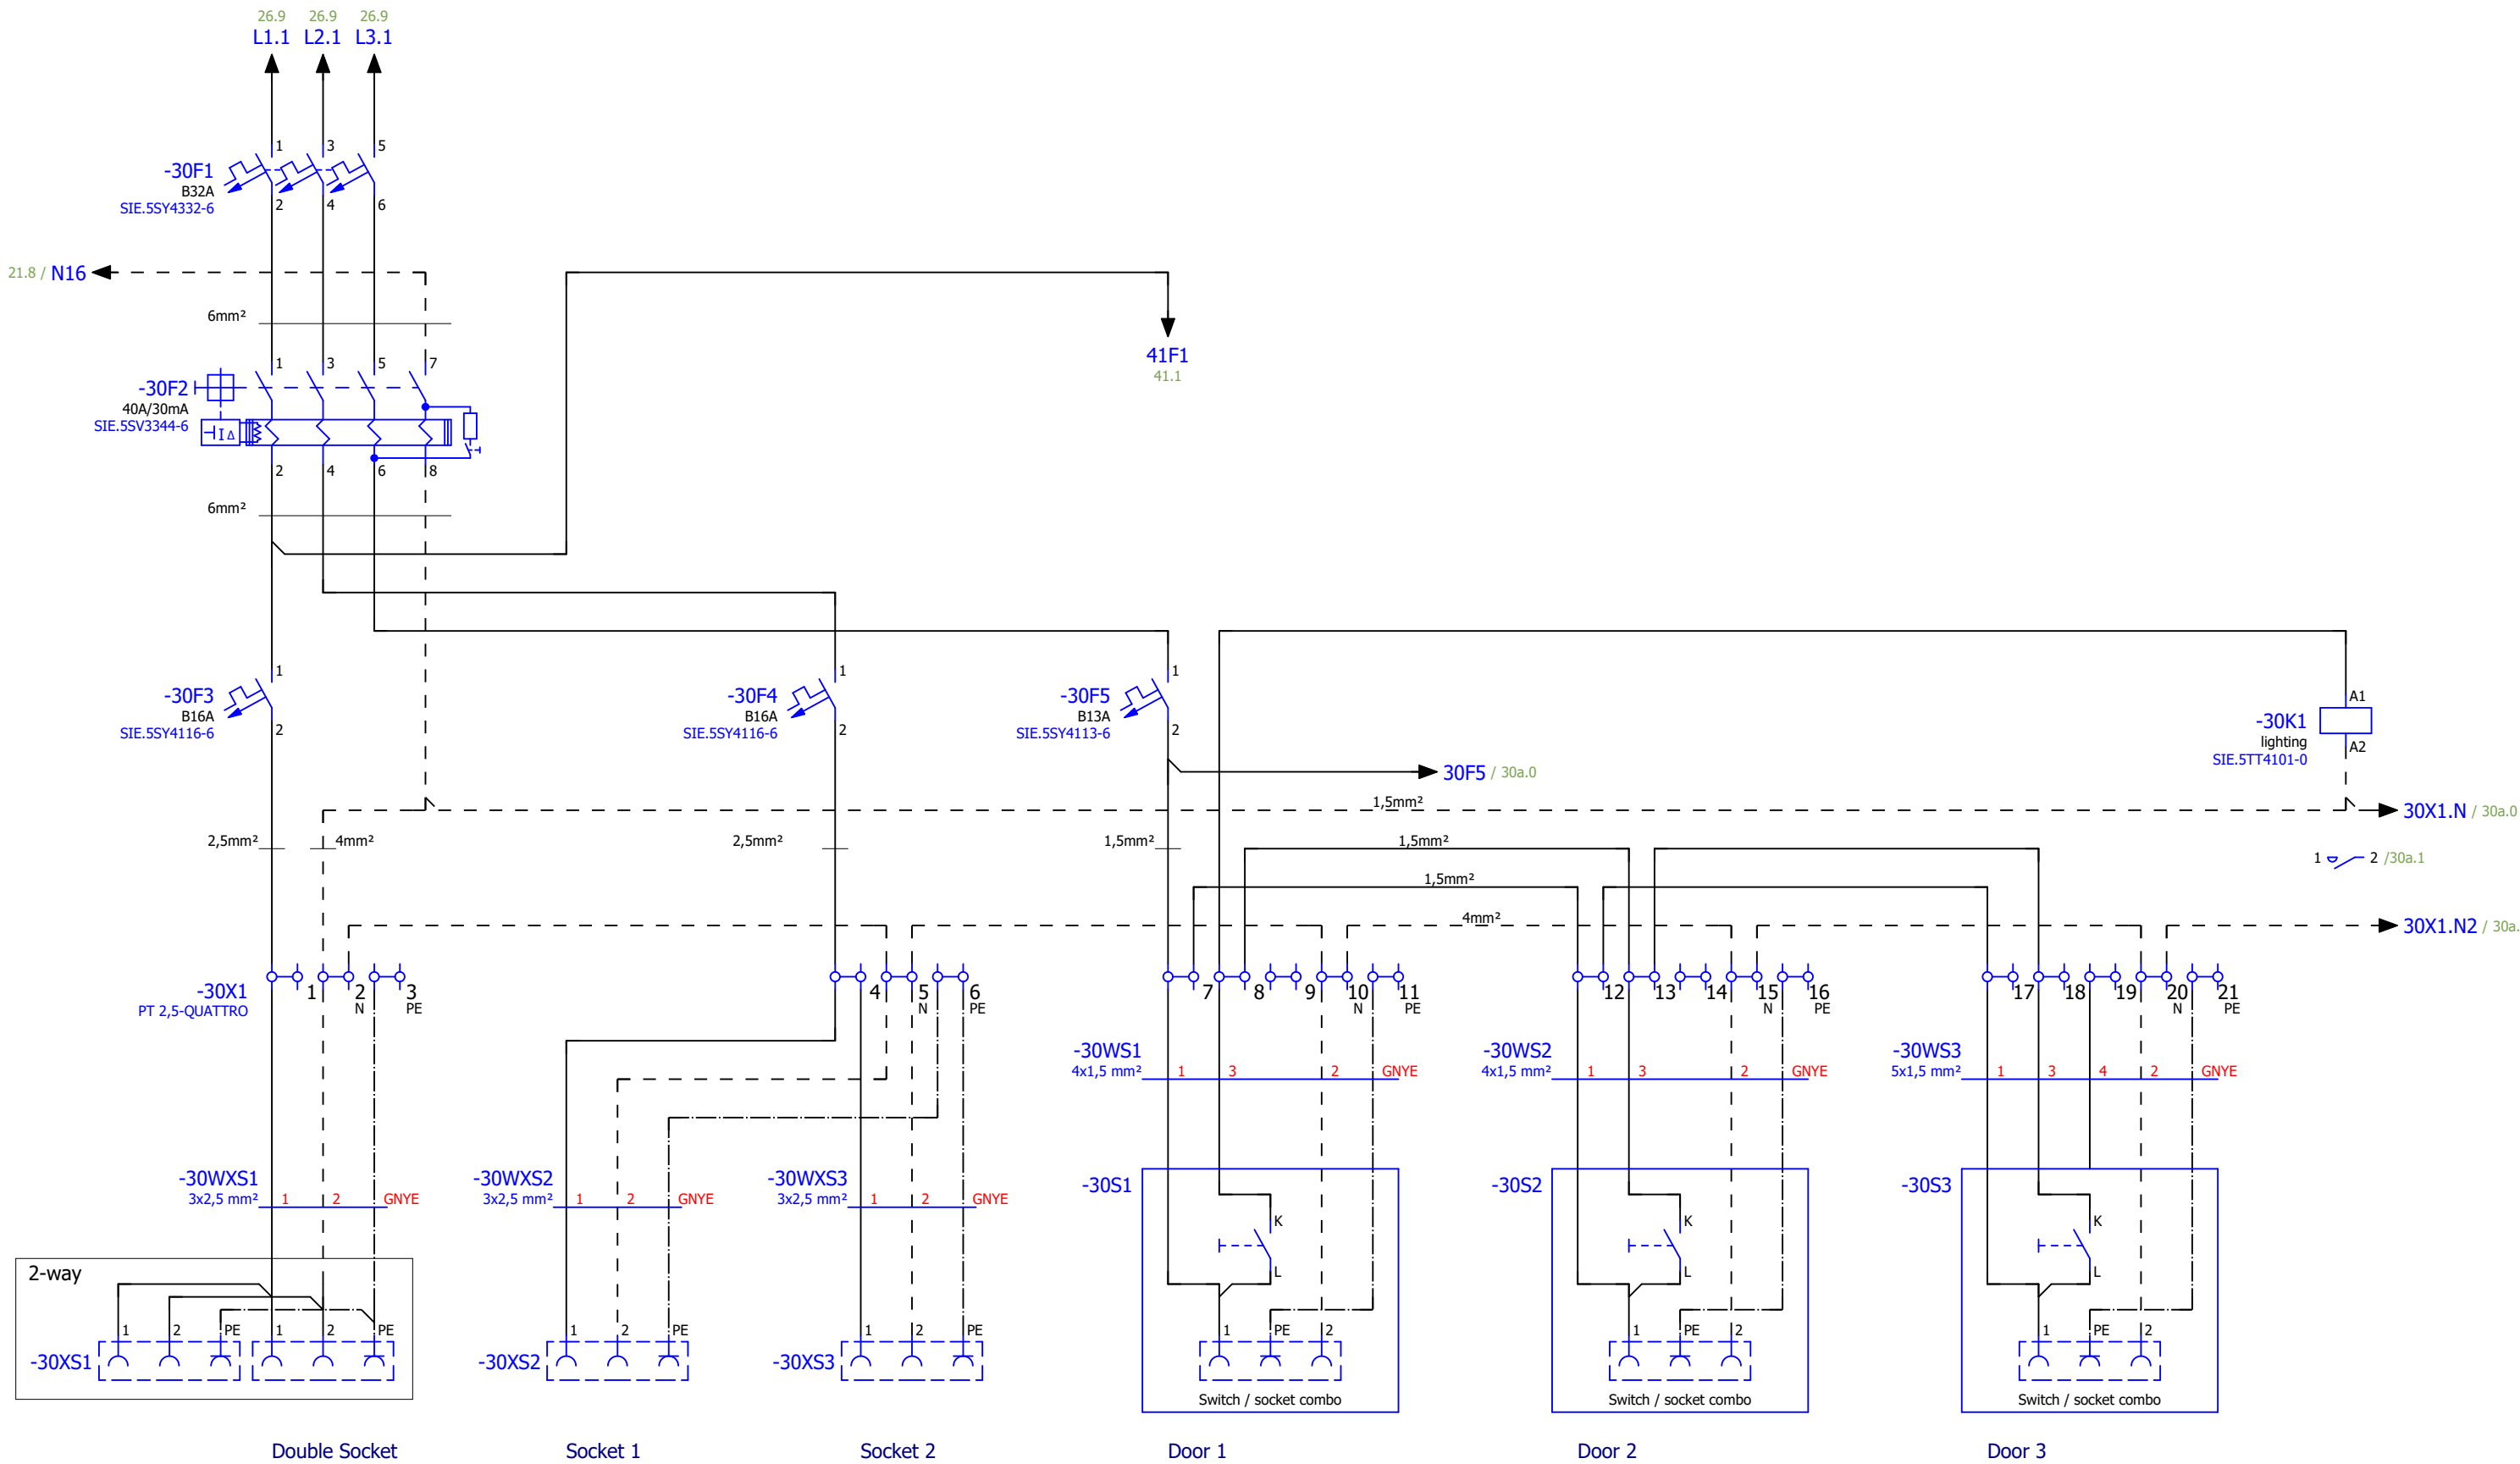 26.9 26.9 26.9
L1.1 L2.1 L3.1
1 3 5
-30F1
B32A
SIE.5SY4332-6
2 4 6
21.8 / N16
6mm²
41F1
41.1
1 3 5 7
-30F2
40A/30mA
SIE.5SV3344-6
I Δ
2 4 6 8
6mm²
1 1 1
-30F3 -30F4 -30F5
B16A B16A B13A
SIE.5SY4116-6 SIE.5SY4116-6 SIE.5SY4113-6
2 2 2
A1
-30K1
lighting
SIE.5TT4101-0
A2
30F5 / 30a.0
1,5mm²
30X1.N / 30a.0
2,5mm² 4mm² 2,5mm² 1,5mm² 1,5mm²
1 2 /30a.1
1,5mm²
4mm²
30X1.N2 / 30a.
-30X1
PT 2,5-QUATTRO
1 2 3 4 5 6 7 8 9 10 11 12 13 14 15 16 17 18 19 20 21
N PE N PE N PE N PE N PE
-30WS1 -30WS2 -30WS3
4x1,5 mm² 1 3 2 GNYE 4x1,5 mm² 1 3 2 GNYE 5x1,5 mm² 1 3 4 2 GNYE
-30WXS1 -30WXS2 -30WXS3
3x2,5 mm² 1 2 GNYE 3x2,5 mm² 1 2 GNYE 3x2,5 mm² 1 2 GNYE
-30S1 -30S2 -30S3
K K K
L L L
2-way
1 2 PE 1 2 PE 1 2 PE 1 2 PE 1 PE 2 1 PE 2 1 PE 2
-30XS1 -30XS2 -30XS3
Switch / socket combo Switch / socket combo Switch / socket combo
Double Socket Socket 1 Socket 2 Door 1 Door 2 Door 3